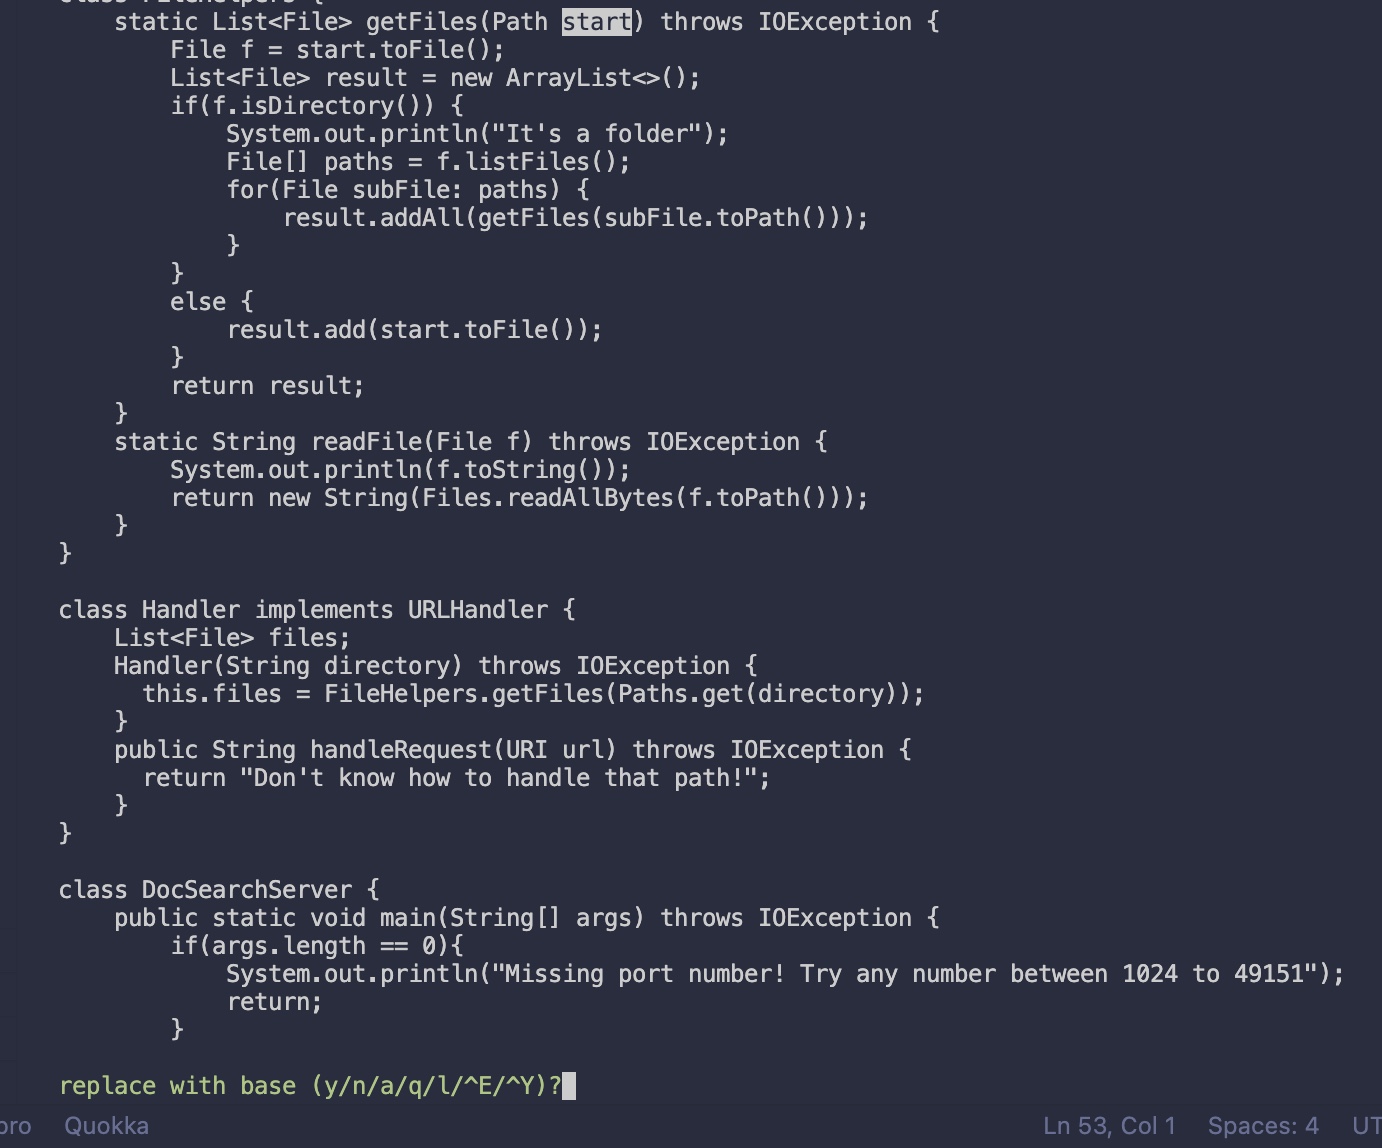 class FileHelpers {
    static List<File> getFiles(Path start) throws IOException {
        File f = start.toFile();
        List<File> result = new ArrayList<>();
        if(f.isDirectory()) {
            System.out.println("It's a folder");
            File[] paths = f.listFiles();
            for(File subFile: paths) {
                result.addAll(getFiles(subFile.toPath()));
            }
        }
        else {
            result.add(start.toFile());
        }
        return result;
    }
    static String readFile(File f) throws IOException {
        System.out.println(f.toString());
        return new String(Files.readAllBytes(f.toPath()));
    }
}

class Handler implements URLHandler {
    List<File> files;
    Handler(String directory) throws IOException {
      this.files = FileHelpers.getFiles(Paths.get(directory));
    }
    public String handleRequest(URI url) throws IOException {
      return "Don't know how to handle that path!";
    }
}

class DocSearchServer {
    public static void main(String[] args) throws IOException {
        if(args.length == 0){
            System.out.println("Missing port number! Try any number between 1024 to 49151");
            return;
        }

replace with base (y/n/a/q/l/^E/^Y)?
oro Quokka Ln 53, Col 1 Spaces: 4 UT